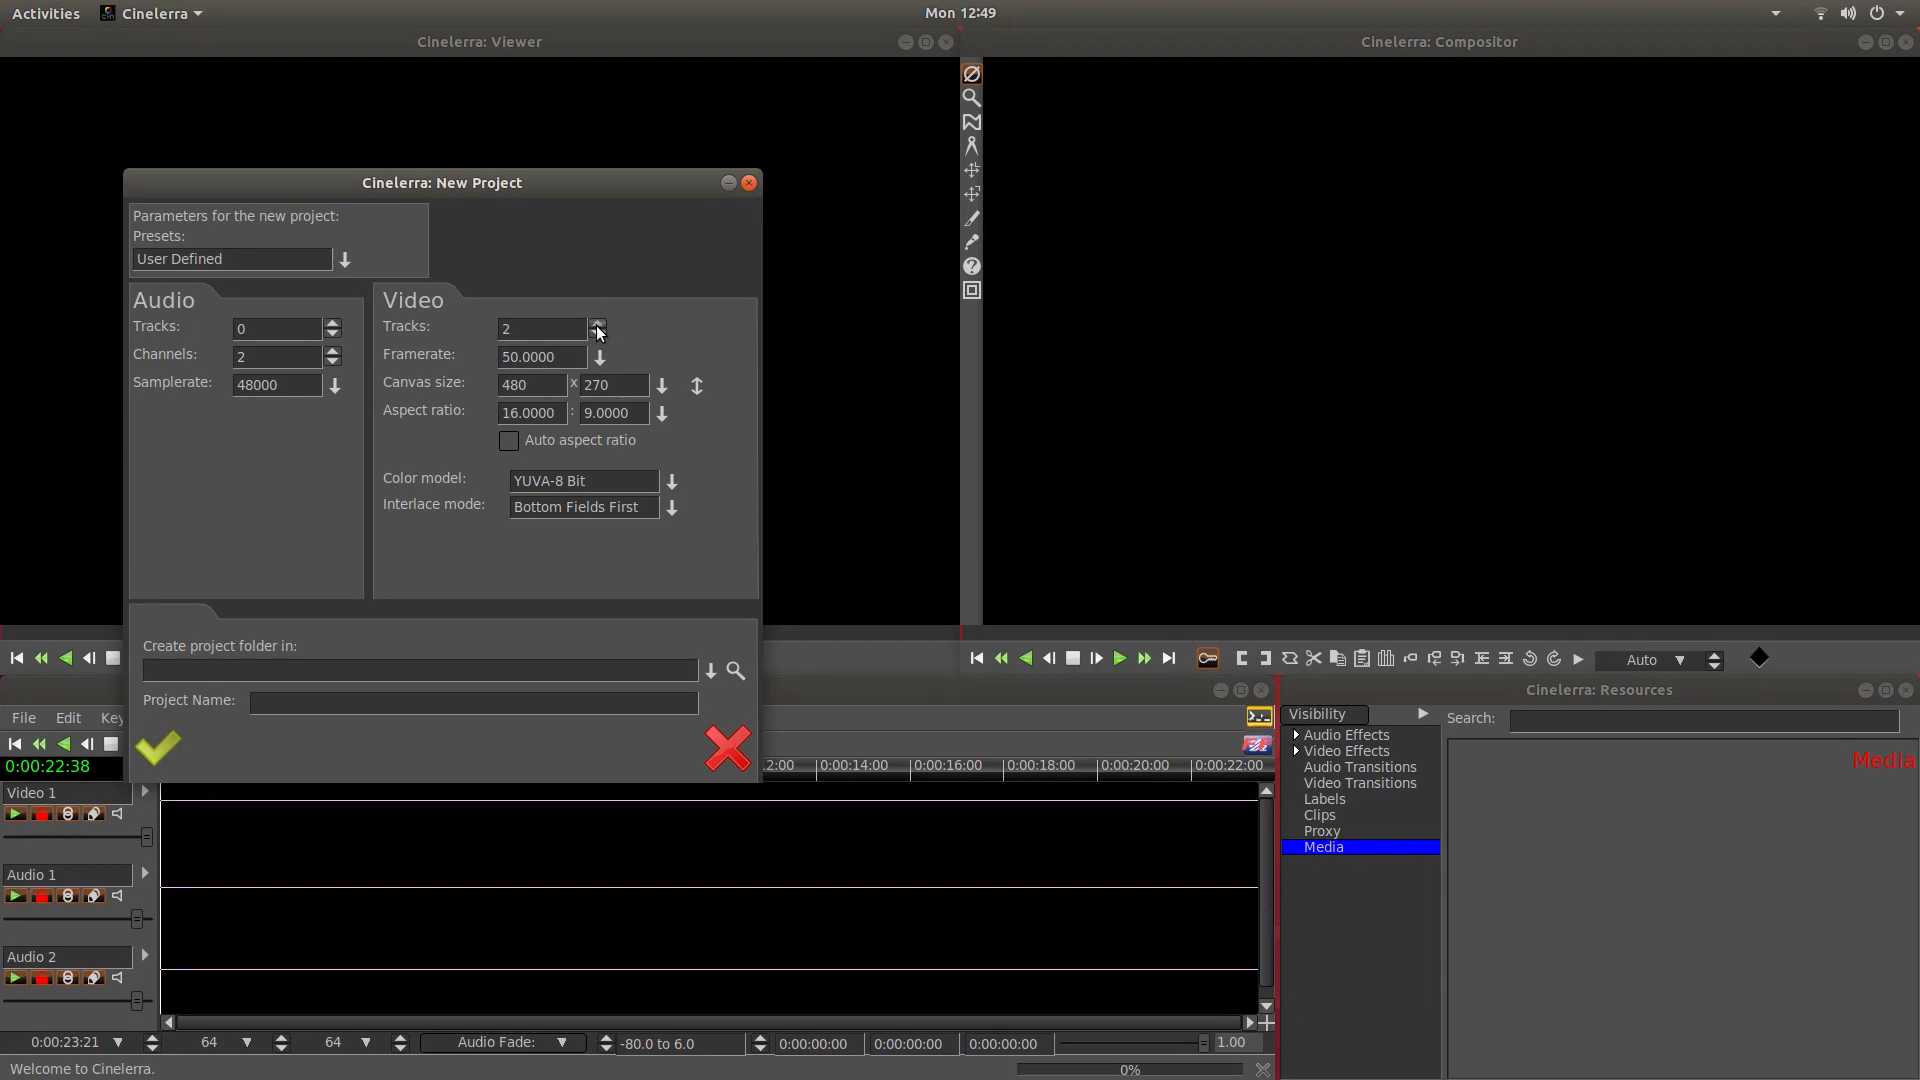 Activities Cinelerra Mon 12:49
Cinelerra: Viewer
Cinelerra: Compositor
Cinelerra: New Project
Parameters for the new project:
Presets:
User Defined
Audio
Tracks: 0
Channels: 2
Samplerate: 48000
Video
Tracks: 2
Framerate: 50.0000
Canvas size: 480 x 270
Aspect ratio: 16.0000 : 9.0000
Auto aspect ratio
Color model: YUVA-8 Bit
Interlace mode: Bottom Fields First
Create project folder in:
Project Name:
Auto
File Edit Key
0:00:22:38
2:00 0:00:14:00 0:00:16:00 0:00:18:00 0:00:20:00 0:00:22:00
Video 1
Audio 1
Audio 2
0:00:23:21 64 64 Audio Fade: -80.0 to 6.0 0:00:00:00 0:00:00:00 0:00:00:00 1.00
Welcome to Cinelerra. 0%
Cinelerra: Resources
Visibility
Search:
Audio Effects
Video Effects
Audio Transitions
Video Transitions
Labels
Clips
Proxy
Media
Media